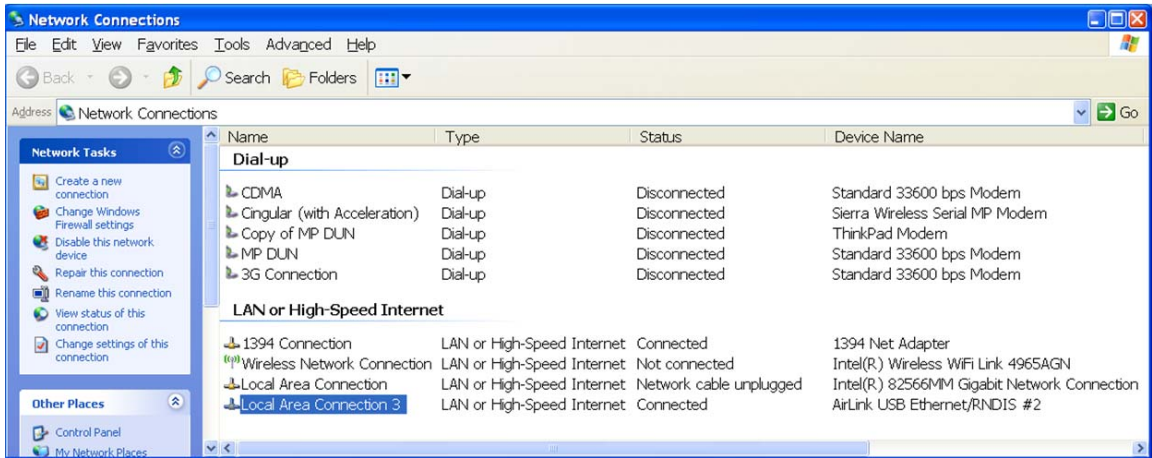 Network Connections
File Edit View Favorites Tools Advanced Help
Back Search Folders
Address Network Connections Go
Network Tasks
Create a new
connection
Change Windows
Firewall settings
Disable this network
device
Repair this connection
Rename this connection
View status of this
connection
Change settings of this
connection
Other Places
Control Panel
My Network Places
Name Type Status Device Name
Dial-up
CDMA Dial-up Disconnected Standard 33600 bps Modem
Cingular (with Acceleration) Dial-up Disconnected Sierra Wireless Serial MP Modem
Copy of MP DUN Dial-up Disconnected ThinkPad Modem
MP DUN Dial-up Disconnected Standard 33600 bps Modem
3G Connection Dial-up Disconnected Standard 33600 bps Modem
LAN or High-Speed Internet
1394 Connection LAN or High-Speed Internet Connected 1394 Net Adapter
Wireless Network Connection LAN or High-Speed Internet Not connected Intel(R) Wireless WiFi Link 4965AGN
Local Area Connection LAN or High-Speed Internet Network cable unplugged Intel(R) 82566MM Gigabit Network Connection
Local Area Connection 3 LAN or High-Speed Internet Connected AirLink USB Ethernet/RNDIS #2